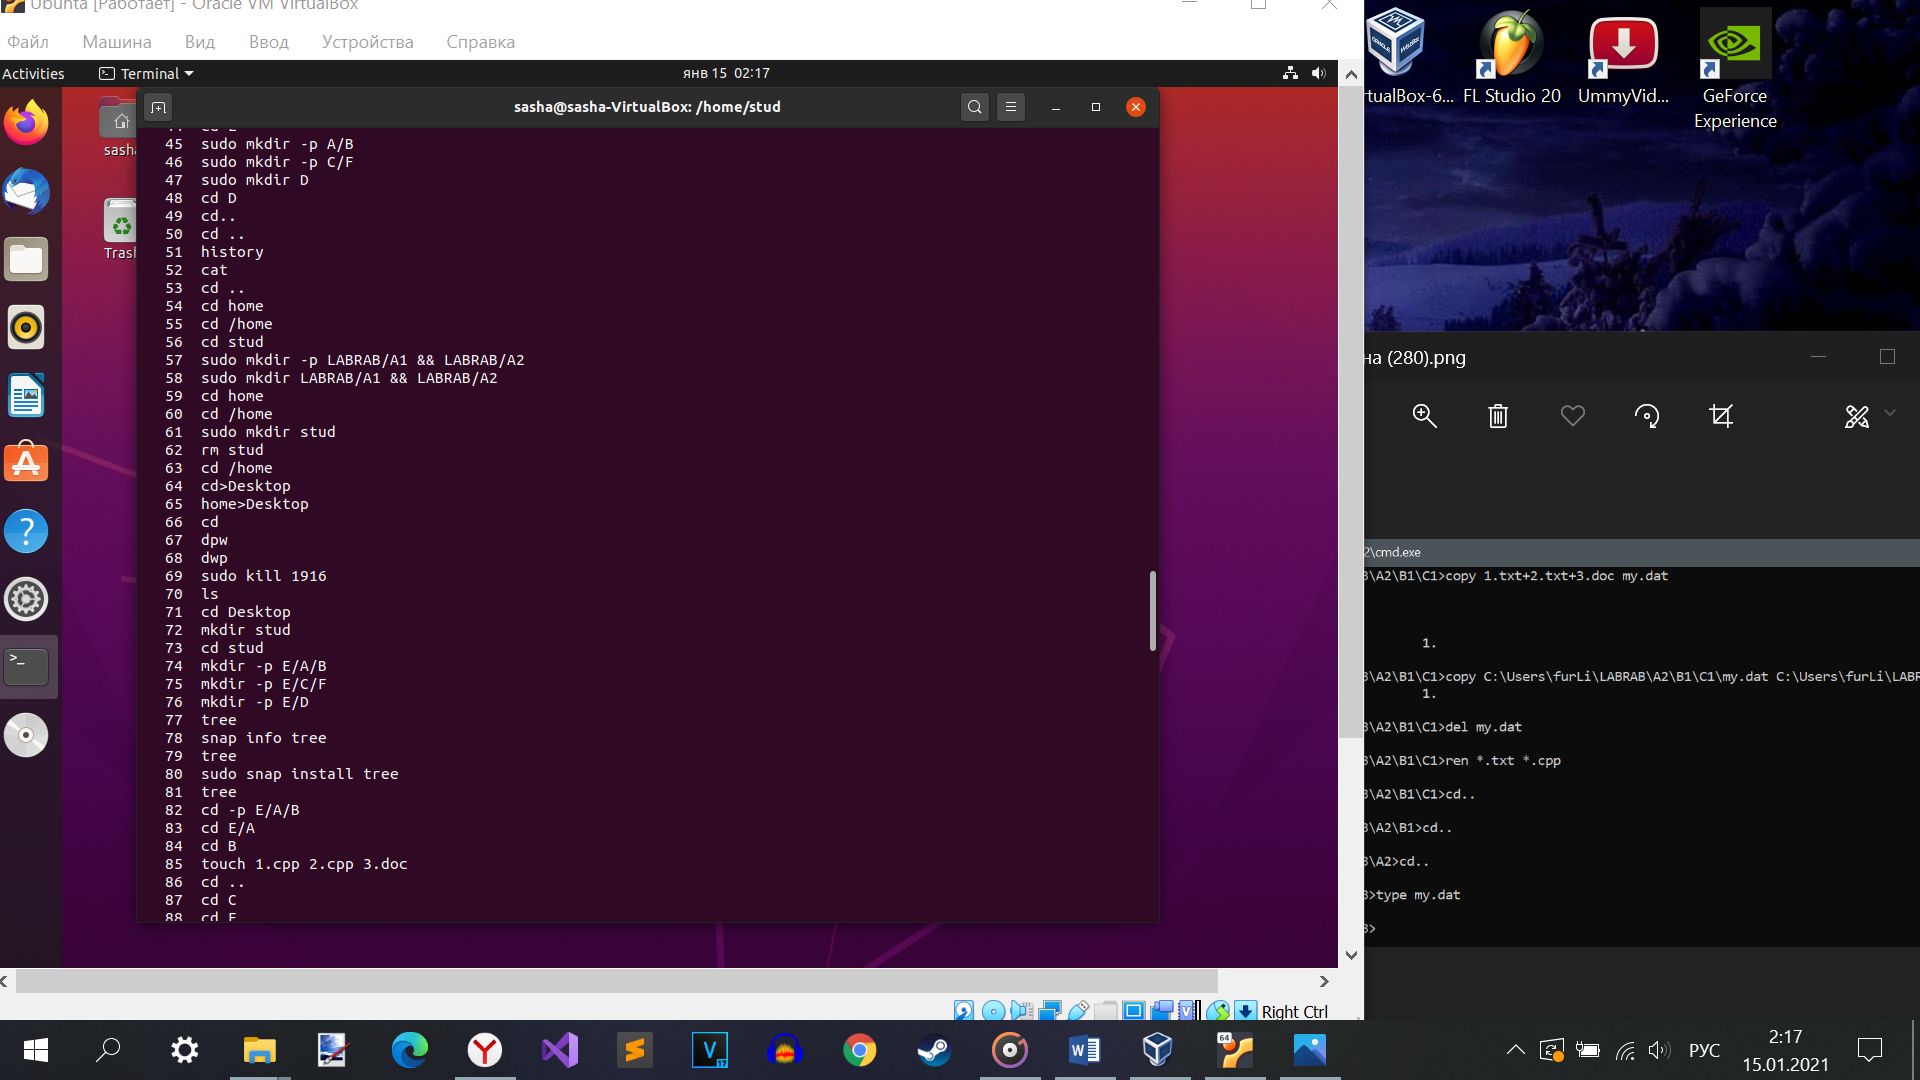 Ubunta [Работает] - Oracle VM VirtualBox
Файл Машина Вид Ввод Устройства Справка
Activities Terminal янв 15 02:17
sasha@sasha-VirtualBox: /home/stud
sasha
Trash
45 sudo mkdir -p A/B
46 sudo mkdir -p C/F
47 sudo mkdir D
48 cd D
49 cd..
50 cd ..
51 history
52 cat
53 cd ..
54 cd home
55 cd /home
56 cd stud
57 sudo mkdir -p LABRAB/A1 && LABRAB/A2
58 sudo mkdir LABRAB/A1 && LABRAB/A2
59 cd home
60 cd /home
61 sudo mkdir stud
62 rm stud
63 cd /home
64 cd>Desktop
65 home>Desktop
66 cd
67 dpw
68 dwp
69 sudo kill 1916
70 ls
71 cd Desktop
72 mkdir stud
73 cd stud
74 mkdir -p E/A/B
75 mkdir -p E/C/F
76 mkdir -p E/D
77 tree
78 snap info tree
79 tree
80 sudo snap install tree
81 tree
82 cd -p E/A/B
83 cd E/A
84 cd B
85 touch 1.cpp 2.cpp 3.doc
86 cd ..
87 cd C
88 cd F
Right Ctrl
rtualBox-6... FL Studio 20 UmmyVid... GeForce
Experience
на (280).png
2\cmd.exe
B\A2\B1\C1>copy 1.txt+2.txt+3.doc my.dat
1.
B\A2\B1\C1>copy C:\Users\furLi\LABRAB\A2\B1\C1\my.dat C:\Users\furLi\LABR
1.
B\A2\B1\C1>del my.dat
B\A2\B1\C1>ren *.txt *.cpp
B\A2\B1\C1>cd..
B\A2\B1>cd..
B\A2>cd..
B>type my.dat
B>
64
V 17
W
РУС
2:17
15.01.2021